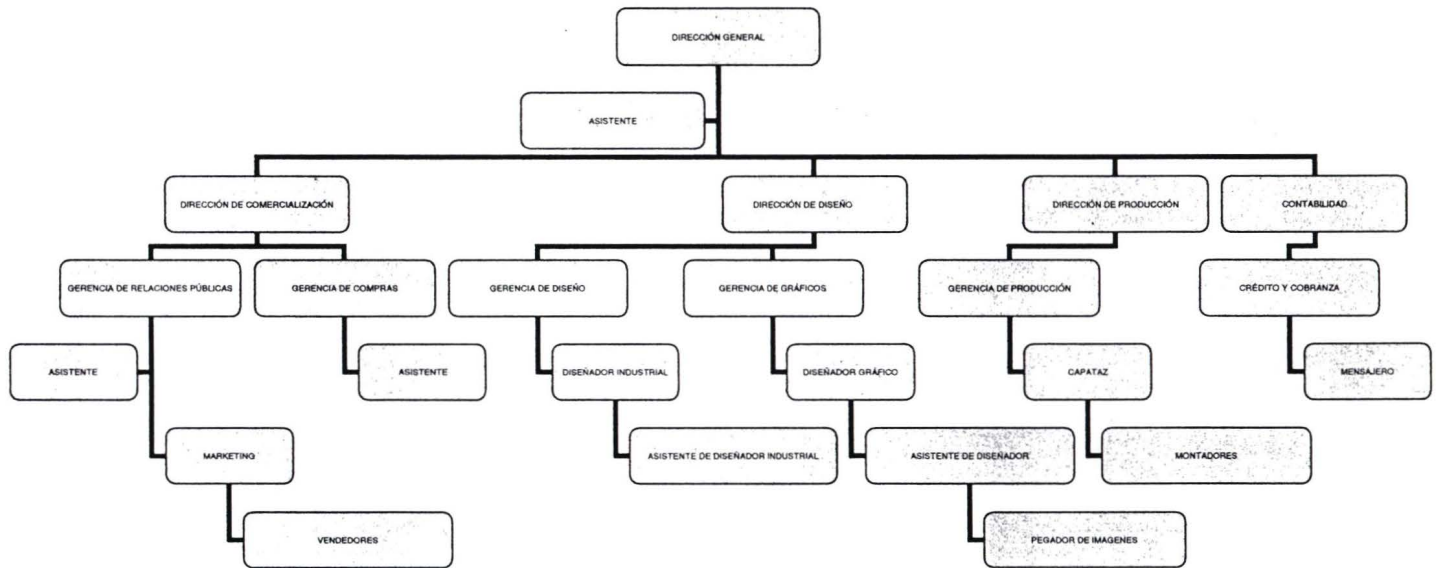 DIRECCIÓN GENERAL
ASISTENTE
DIRECCIÓN DE COMERCIALIZACIÓN
DIRECCIÓN DE DISEÑO
DIRECCIÓN DE PRODUCCIÓN
CONTABILIDAD
GERENCIA DE RELACIONES PÚBLICAS
GERENCIA DE COMPRAS
GERENCIA DE DISEÑO
GERENCIA DE GRÁFICOS
GERENCIA DE PRODUCCIÓN
CRÉDITO Y COBRANZA
ASISTENTE
ASISTENTE
DISEÑADOR INDUSTRIAL
DISEÑADOR GRÁFICO
CAPATAZ
MENSAJERO
MARKETING
ASISTENTE DE DISEÑADOR INDUSTRIAL
ASISTENTE DE DISEÑADOR
MONTADORES
VENDEDORES
PEGADOR DE IMAGENES